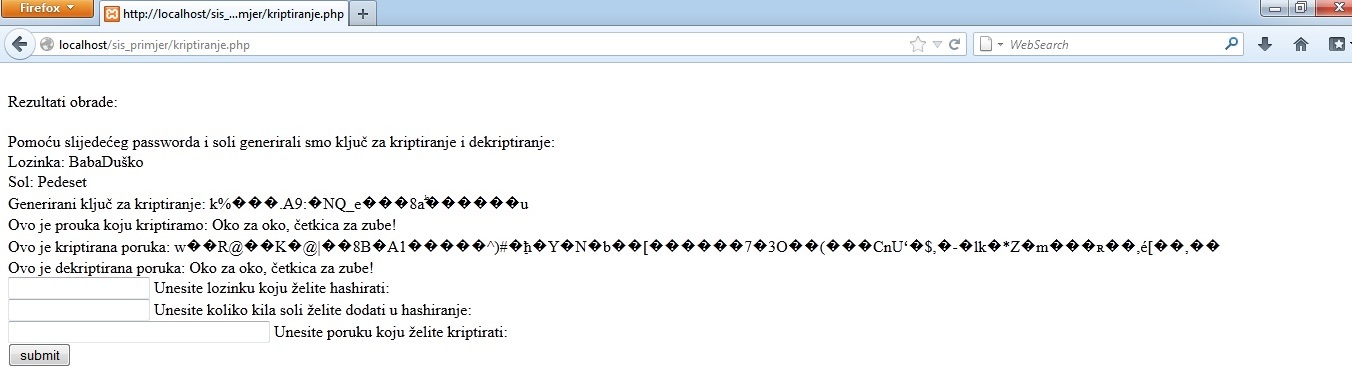 Firefox
http://localhost/sis_...mjer/kriptiranje.php
localhost/sis_primjer/kriptiranje.php
WebSearch
Rezultati obrade:
Pomoću slijedećeg passworda i soli generirali smo ključ za kriptiranje i dekriptiranje:
Lozinka: BabaDuško
Sol: Pedeset
Generirani ključ za kriptiranje: k%���.A9:�NQ_e���8a������u
Ovo je prouka koju kriptiramo: Oko za oko, četkica za zube!
Ovo je kriptirana poruka: w��R@��K�@|��8B�A1�����^)#�ḥ�Y�N�b��[������7�3O��(���CnU‘�$,�-�lk�*Z�m���ʀ��,é[��,��
Ovo je dekriptirana poruka: Oko za oko, četkica za zube!
Unesite lozinku koju želite hashirati:
Unesite koliko kila soli želite dodati u hashiranje:
Unesite poruku koju želite kriptirati:
submit